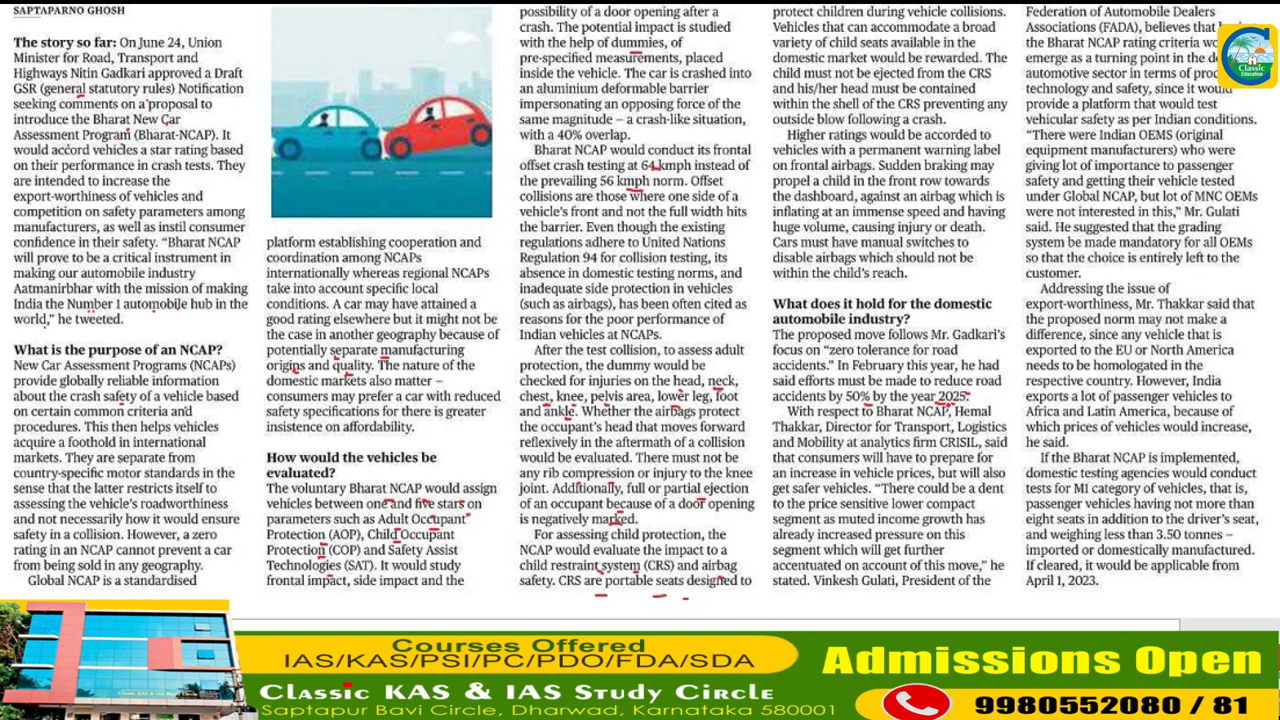 SAPTAPARNO GHOSH
The story so far: On June 24, Union
Minister for Road, Transport and
Highways Nitin Gadkari approved a Draft
GSR (general statutory rules) Notification
seeking comments on a proposal to
introduce the Bharat New Car
Assessment Program (Bharat-NCAP). It
would accord vehicles a star rating based
on their performance in crash tests. They
are intended to increase the
export-worthiness of vehicles and
competition on safety parameters among
manufacturers, as well as instil consumer
confidence in their safety. “Bharat NCAP
will prove to be a critical instrument in
making our automobile industry
Aatmanirbhar with the mission of making
India the Number 1 automobile hub in the
world,” he tweeted.
What is the purpose of an NCAP?
New Car Assessment Programs (NCAPs)
provide globally reliable information
about the crash safety of a vehicle based
on certain common criteria and
procedures. This then helps vehicles
acquire a foothold in international
markets. They are separate from
country-specific motor standards in the
sense that the latter restricts itself to
assessing the vehicle’s roadworthiness
and not necessarily how it would ensure
safety in a collision. However, a zero
rating in an NCAP cannot prevent a car
from being sold in any geography.
Global NCAP is a standardised
platform establishing cooperation and
coordination among NCAPs
internationally whereas regional NCAPs
take into account specific local
conditions. A car may have attained a
good rating elsewhere but it might not be
the case in another geography because of
potentially separate manufacturing
origins and quality. The nature of the
domestic markets also matter –
consumers may prefer a car with reduced
safety specifications for there is greater
insistence on affordability.
How would the vehicles be
evaluated?
The voluntary Bharat NCAP would assign
vehicles between one and five stars on
parameters such as Adult Occupant
Protection (AOP), Child Occupant
Protection (COP) and Safety Assist
Technologies (SAT). It would study
frontal impact, side impact and the
possibility of a door opening after a
crash. The potential impact is studied
with the help of dummies, of
pre-specified measurements, placed
inside the vehicle. The car is crashed into
an aluminium deformable barrier
impersonating an opposing force of the
same magnitude – a crash-like situation,
with a 40% overlap.
Bharat NCAP would conduct its frontal
offset crash testing at 64 kmph instead of
the prevailing 56 kmph norm. Offset
collisions are those where one side of a
vehicle’s front and not the full width hits
the barrier. Even though the existing
regulations adhere to United Nations
Regulation 94 for collision testing, its
absence in domestic testing norms, and
inadequate side protection in vehicles
(such as airbags), has been often cited as
reasons for the poor performance of
Indian vehicles at NCAPs.
After the test collision, to assess adult
protection, the dummy would be
checked for injuries on the head, neck,
chest, knee, pelvis area, lower leg, foot
and ankle. Whether the airbags protect
the occupant’s head that moves forward
reflexively in the aftermath of a collision
would be evaluated. There must not be
any rib compression or injury to the knee
joint. Additionally, full or partial ejection
of an occupant because of a door opening
is negatively marked.
For assessing child protection, the
NCAP would evaluate the impact to a
child restraint system (CRS) and airbag
safety. CRS are portable seats designed to
protect children during vehicle collisions.
Vehicles that can accommodate a broad
variety of child seats available in the
domestic market would be rewarded. The
child must not be ejected from the CRS
and his/her head must be contained
within the shell of the CRS preventing any
outside blow following a crash.
Higher ratings would be accorded to
vehicles with a permanent warning label
on frontal airbags. Sudden braking may
propel a child in the front row towards
the dashboard, against an airbag which is
inflating at an immense speed and having
huge volume, causing injury or death.
Cars must have manual switches to
disable airbags which should not be
within the child’s reach.
What does it hold for the domestic
automobile industry?
The proposed move follows Mr. Gadkari’s
focus on “zero tolerance for road
accidents.” In February this year, he had
said efforts must be made to reduce road
accidents by 50% by the year 2025.
With respect to Bharat NCAP, Hemal
Thakkar, Director for Transport, Logistics
and Mobility at analytics firm CRISIL, said
that consumers will have to prepare for
an increase in vehicle prices, but will also
get safer vehicles. “There could be a dent
to the price sensitive lower compact
segment as muted income growth has
already increased pressure on this
segment which will get further
accentuated on account of this move,” he
stated. Vinkesh Gulati, President of the
Federation of Automobile Dealers
Associations (FADA), believes that
the Bharat NCAP rating criteria
emerge as a turning point in the
automotive sector in terms of
technology and safety, since it would
provide a platform that would test
vehicular safety as per Indian conditions.
“There were Indian OEMS (original
equipment manufacturers) who were
giving lot of importance to passenger
safety and getting their vehicle tested
under Global NCAP, but lot of MNC OEMs
were not interested in this,” Mr. Gulati
said. He suggested that the grading
system be made mandatory for all OEMs
so that the choice is entirely left to the
customer.
Addressing the issue of
export-worthiness, Mr. Thakkar said that
the proposed norm may not make a
difference, since any vehicle that is
exported to the EU or North America
needs to be homologated in the
respective country. However, India
exports a lot of passenger vehicles to
Africa and Latin America, because of
which prices of vehicles would increase,
he said.
If the Bharat NCAP is implemented,
domestic testing agencies would conduct
tests for M1 category of vehicles, that is,
passenger vehicles having not more than
eight seats in addition to the driver’s seat,
and weighing less than 3.50 tonnes –
imported or domestically manufactured.
If cleared, it would be applicable from
April 1, 2023.
Classic
Education
Courses Offered
IAS/KAS/PSI/PC/PDO/FDA/SDA
Classic KAS & IAS Study Circle
Saptapur Bavi Circle, Dharwad, Karnataka 580001
Admissions Open
9980552080 / 81